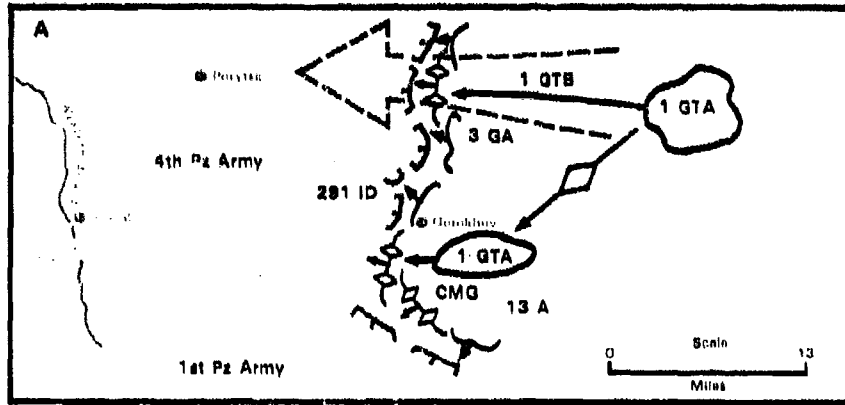 A
1 GTB
1 GTA
3 GA
4th Pz Army
291 ID
1 GTA
CMG
13 A
1st Pz Army
Scale
0 13
Miles